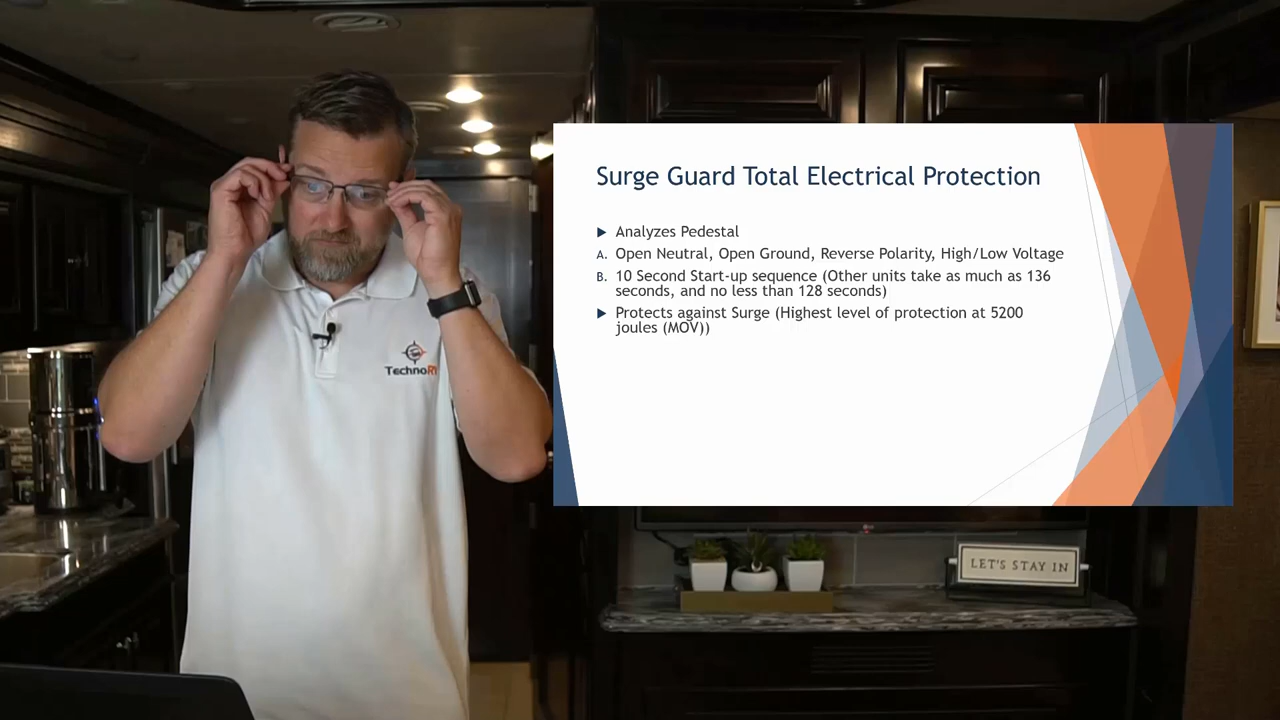 Surge Guard Total Electrical Protection
Analyzes Pedestal
A. Open Neutral, Open Ground, Reverse Polarity, High/Low Voltage
B. 10 Second Start-up sequence (Other units take as much as 136
seconds, and no less than 128 seconds)
Protects against Surge (Highest level of protection at 5200
joules (MOV))
TechnoRV
LET'S STAY IN